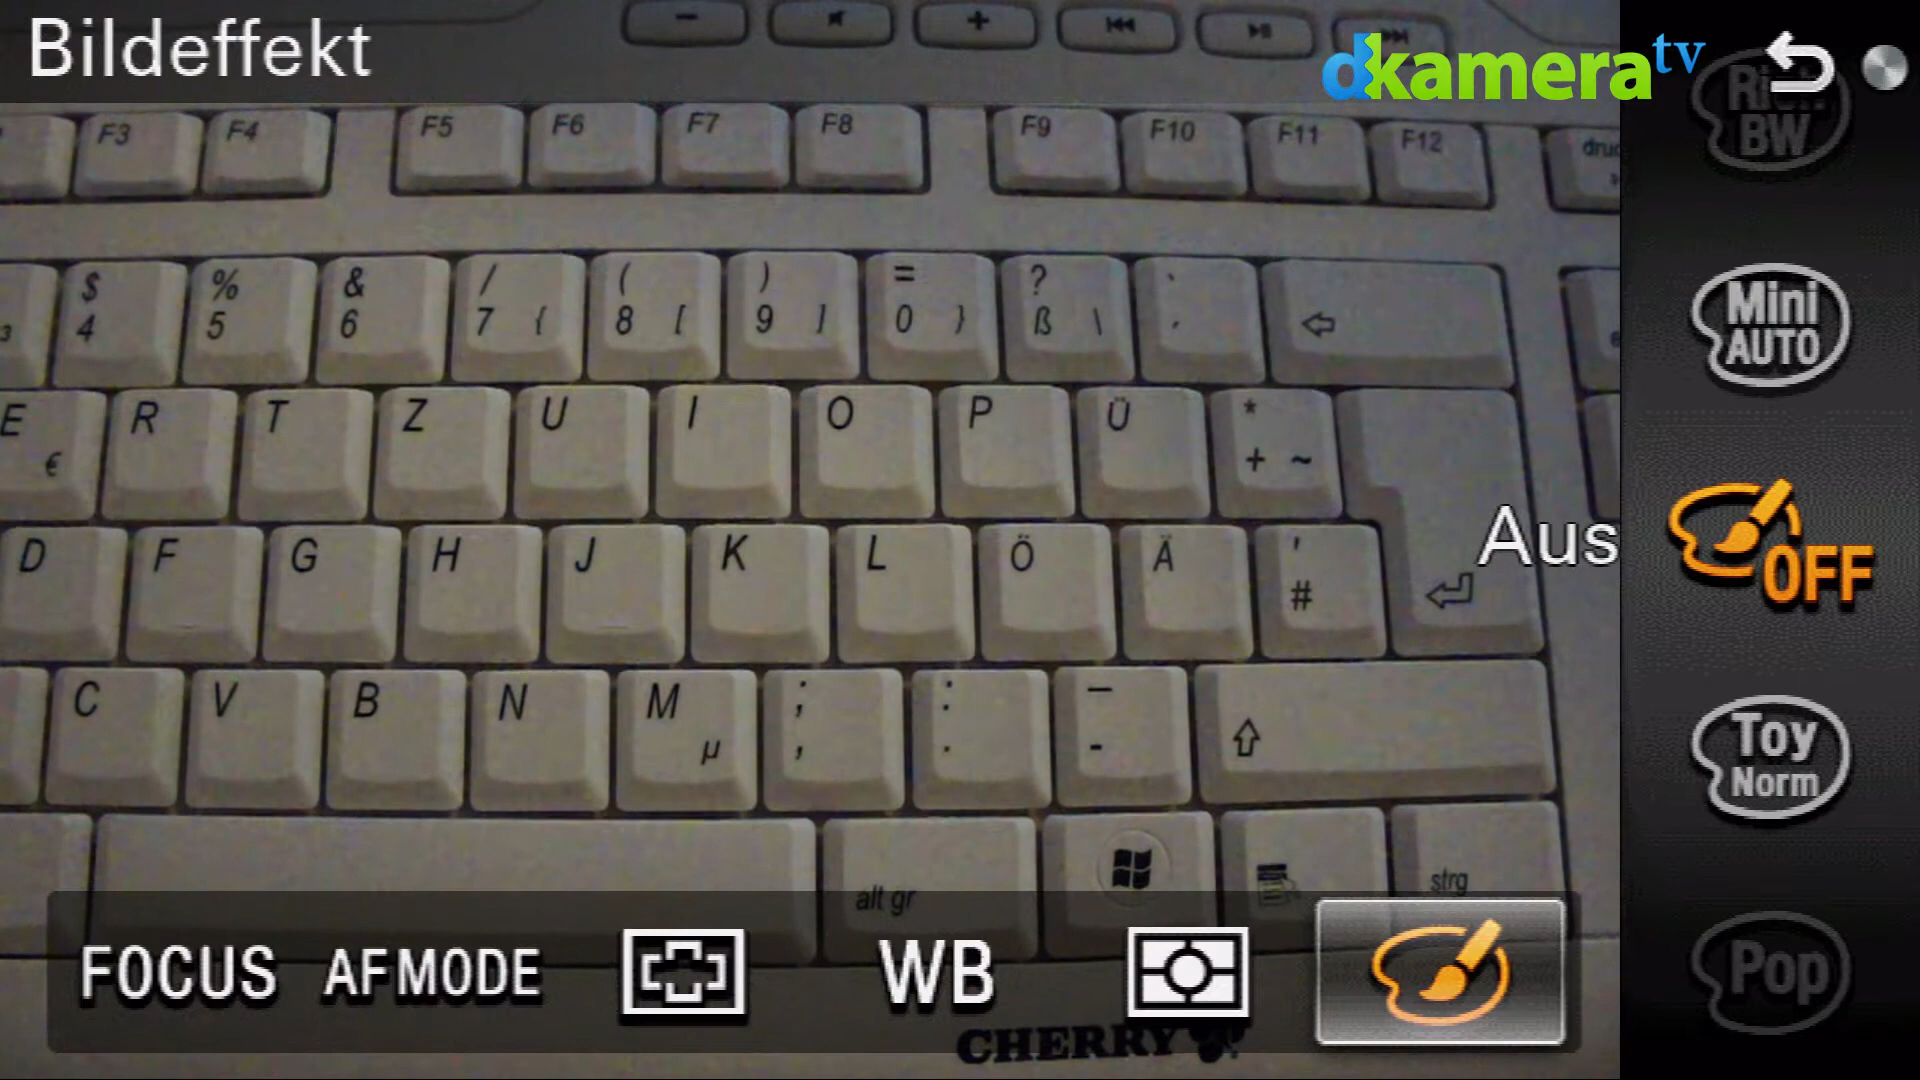 Bildeffekt
dkamera tv
Rich
BW
F3 F4 F5 F6 F7 F8 F9 F10 F11 F12
$ % & / ( ) = ? `
4 5 6 7 { 8 [ 9 ] 0 } ß \ ´
Mini
AUTO
E R T Z U I O P Ü *
€ + ~
OFF
Aus
D F G H J K L Ö Ä '
#
C V B N M ; : _
µ , . -
Toy
Norm
alt gr strg
FOCUS AF MODE WB
Pop
CHERRY